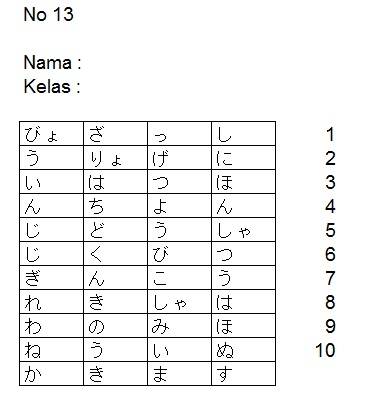 No 13
Nama :
Kelas :
びょ ざ っ し 1
う りょ げ に 2
い は つ ほ 3
ん ち よ ん 4
じ ど う しゃ 5
じ く び つ 6
ぎ ん こ う 7
れ き しゃ は 8
わ の み ほ 9
ね う い ぬ 10
か き ま す